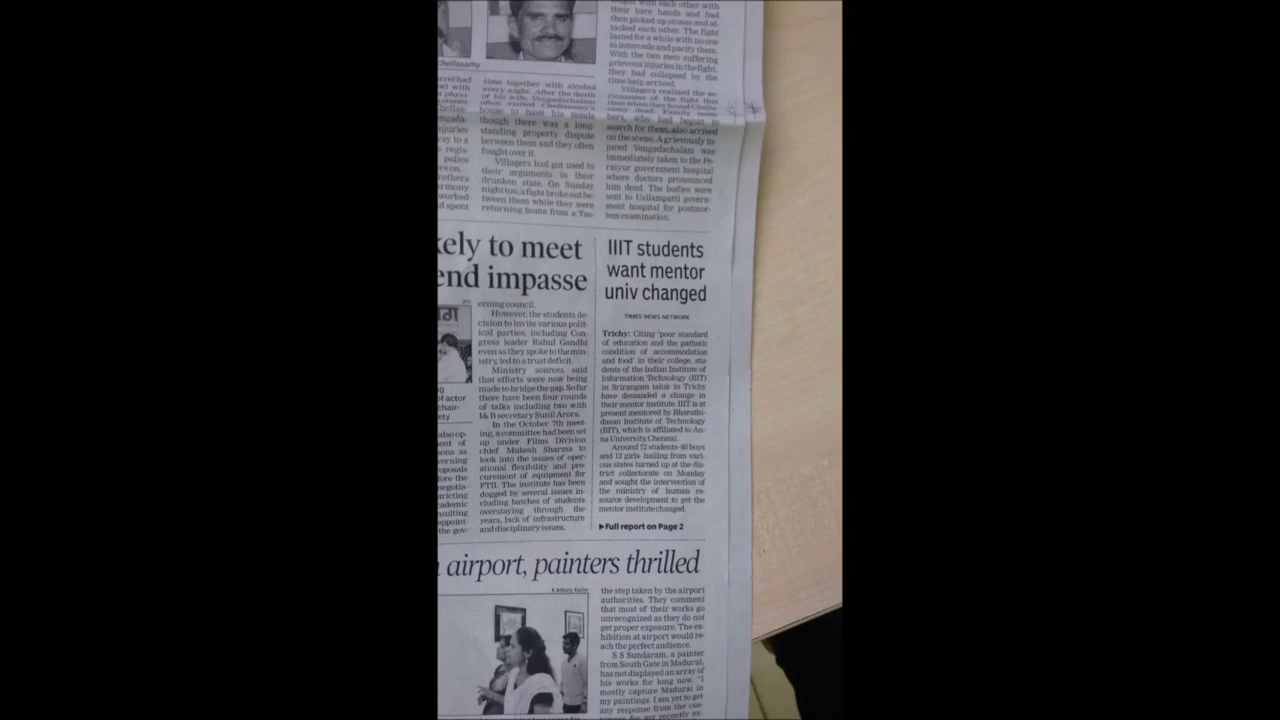 Chellasamy
time together with alcohol
every night. After the death
of his wife, Vengadachalam
often visited Chellasamy's
house to have his meals
though there was a long-
standing property dispute
between them and they often
fought over it.
Villagers had got used to
their arguments in their
drunken state. On Sunday
night too, a fight broke out be-
tween them while they were
returning home from a Tas-
with each other with
their bare hands and had
then picked up stones and at-
tacked each other. The fight
lasted for a while with no one
to intercede and pacify them.
With the two men suffering
grievous injuries in the fight,
they had collapsed by the
time help arrived.
Villagers realized the se-
riousness of the fight this
time when they found Chella-
samy dead. Family mem-
bers, who had begun to
search for them, also arrived
on the scene. A grievously in-
jured Vengadachalam was
immediately taken to the Pe-
raiyur government hospital
where doctors pronounced
him dead. The bodies were
sent to Usilampatti govern-
ment hospital for postmor-
tem examination.
kely to meet
end impasse
PTI
of actor
chair-
ety
erning council.
However, the students de-
cision to invite various polit-
ical parties, including Con-
gress leader Rahul Gandhi
even as they spoke to the min-
istry, led to a trust deficit.
Ministry sources said
that efforts were now being
made to bridge the gap. So far
there have been four rounds
of talks including two with
I&B secretary Sunil Arora.
In the October 7th meet-
ing, a committee had been set
up under Films Division
chief Mukesh Sharma to
look into the issues of oper-
ational flexibility and pro-
curement of equipment for
FTII. The institute has been
dogged by several issues in-
cluding batches of students
overstaying through the
years, lack of infrastructure
and disciplinary issues.
IIIT students
want mentor
univ changed
TIMES NEWS NETWORK
Trichy: Citing 'poor standard
of education and the pathetic
condition of accommodation
and food' in their college, stu-
dents of the Indian Institute of
Information Technology (IIIT)
in Srirangam taluk in Trichy
have demanded a change in
their mentor institute. IIIT is at
present mentored by Bharathi-
dasan Institute of Technology
(BIT), which is affiliated to An-
na University, Chennai.
Around 72 students- 60 boys
and 12 girls- hailing from vari-
ous states turned up at the dis-
trict collectorate on Monday
and sought the intervention of
the ministry of human re-
source development to get the
mentor institute changed.
▶Full report on Page 2
airport, painters thrilled
the step taken by the airport
authorities. They comment
that most of their works go
unrecognized as they do not
get proper exposure. The ex-
hibition at airport would re-
ach the perfect audience.
S S Sundaram, a painter
from South Gate in Madurai,
has not displayed an array of
his works for long now. "I
mostly capture Madurai in
my paintings. I am yet to get
any response from the cus-